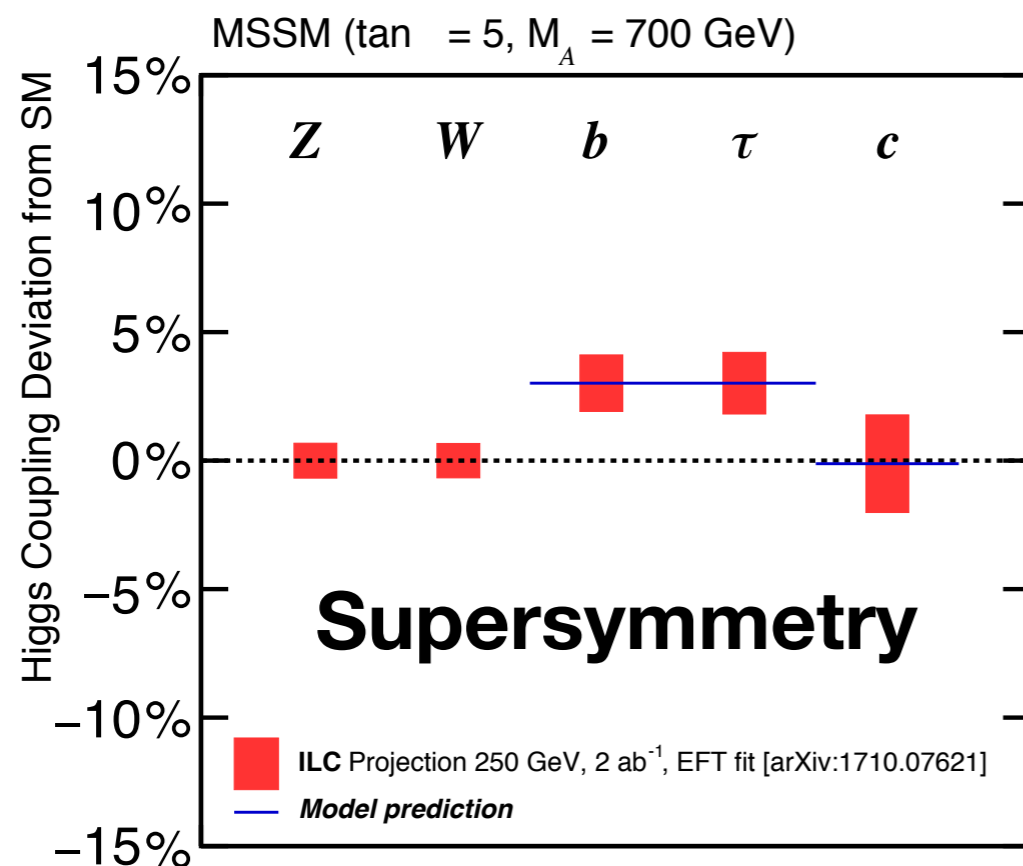 MSSM (tan = 5, M_A = 700 GeV)
Higgs Coupling Deviation from SM
15%
Z W b τ c
10%
5%
0%
−5%
Supersymmetry
−10%
ILC Projection 250 GeV, 2 ab⁻¹, EFT fit [arXiv:1710.07621]
Model prediction
−15%